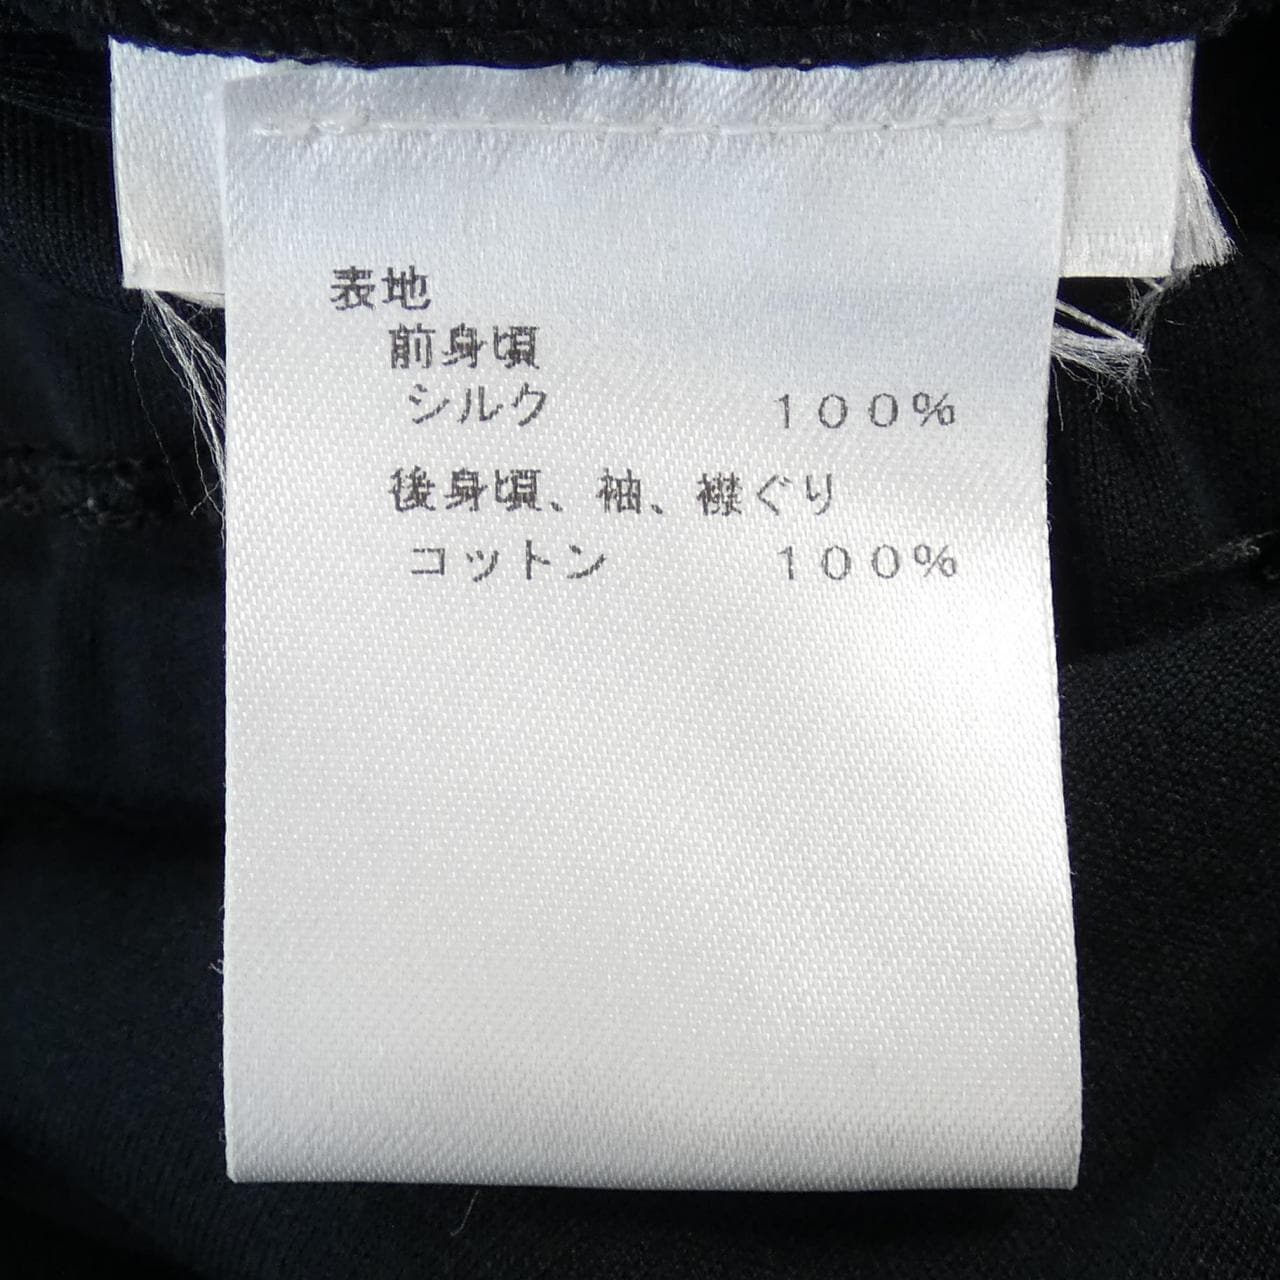 表地
前身頃
シルク 100%
後身頃、袖、襟ぐり
コットン 100%